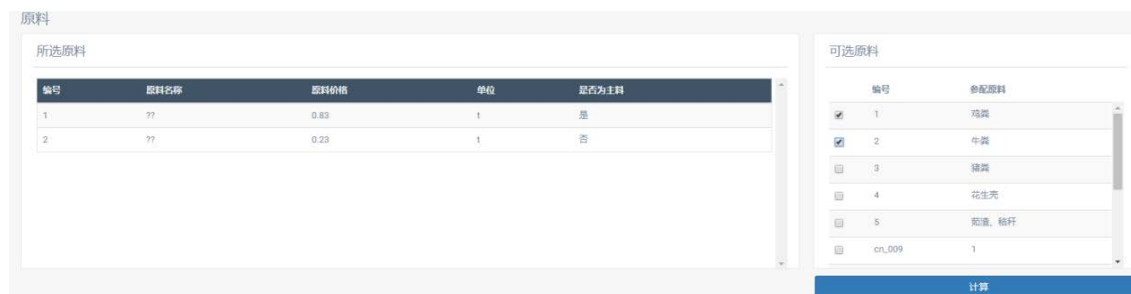 原料
所选原料
编号 原料名称 原料价格 单位 是否为主料
1 ?? 0.83 t 是
2 ?? 0.23 t 否
可选原料
编号 参配原料
1 鸡粪
2 牛粪
3 猪粪
4 花生壳
5 菇渣、秸秆
cn_009 1
计算